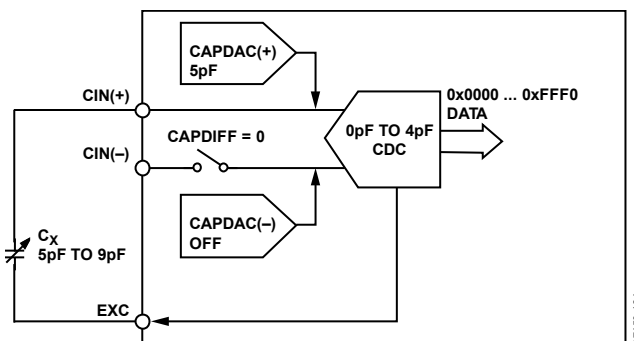 CAPDAC(+)
5pF
CIN(+)
CAPDIFF = 0
CIN(–)
0pF TO 4pF
CDC
0x0000 ... 0xFFF0
DATA
CAPDAC(–)
OFF
CX
5pF TO 9pF
EXC